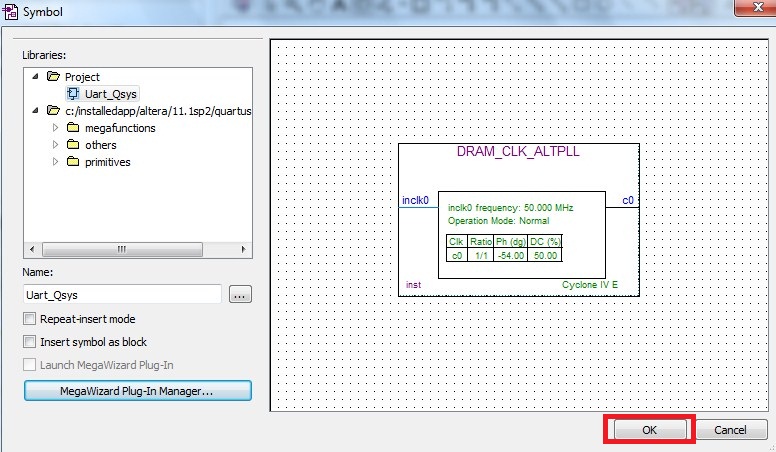 Symbol
Libraries:
Project
Uart_Qsys
c:/installedapp/altera/11.1sp2/quartus
megafunctions
others
primitives
Name:
Uart_Qsys
...
Repeat-insert mode
Insert symbol as block
Launch MegaWizard Plug-In
MegaWizard Plug-In Manager...
DRAM_CLK_ALTPLL
inclk0
c0
inclk0 frequency: 50.000 MHz
Operation Mode: Normal
Clk Ratio Ph (dg) DC (%)
c0 1/1 -54.00 50.00
inst
Cyclone IV E
OK
Cancel